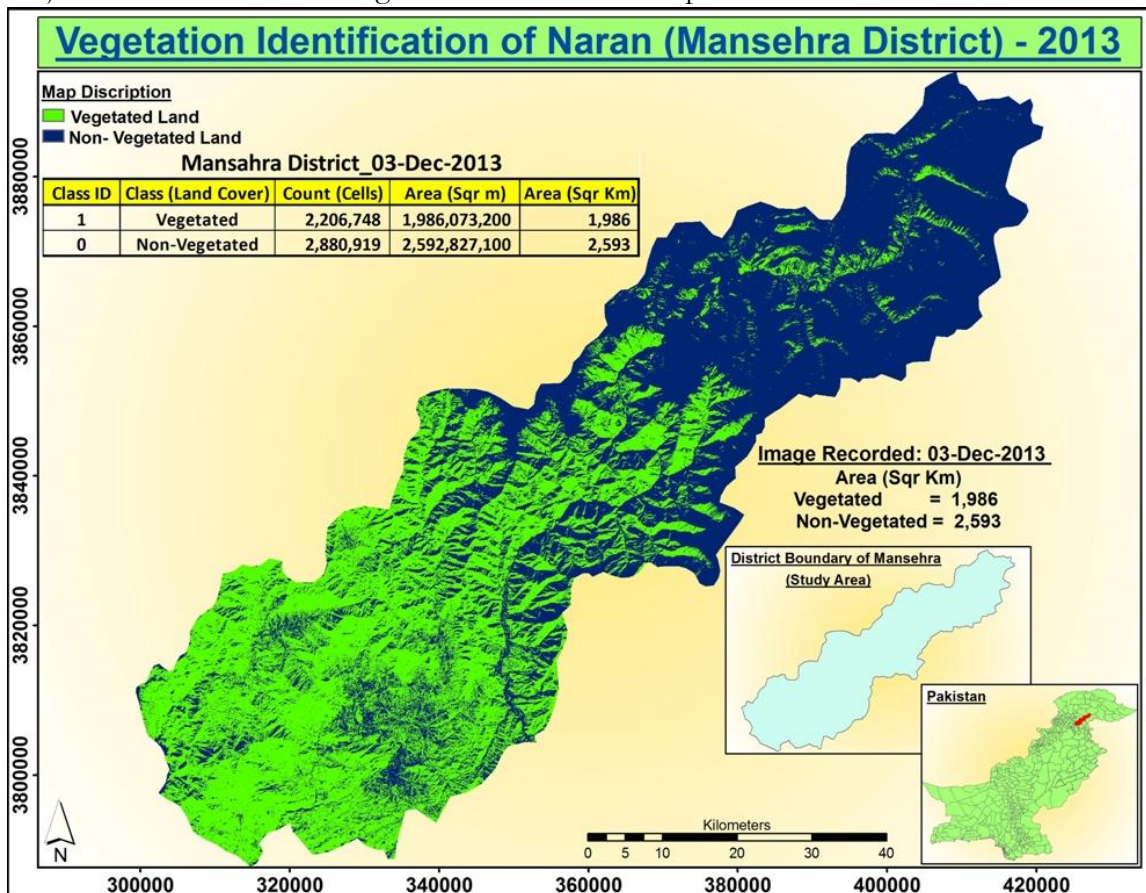 Vegetation Identification of Naran (Mansehra District) - 2013
Map Discription
Vegetated Land
Non- Vegetated Land
Mansahra District_03-Dec-2013
Class ID Class (Land Cover) Count (Cells) Area (Sqr m) Area (Sqr Km)
1 Vegetated 2,206,748 1,986,073,200 1,986
0 Non-Vegetated 2,880,919 2,592,827,100 2,593
3880000
3860000
3840000
3820000
3800000
Image Recorded: 03-Dec-2013
Area (Sqr Km)
Vegetated = 1,986
Non-Vegetated = 2,593
District Boundary of Mansehra
(Study Area)
Pakistan
Kilometers
0 5 10 20 30 40
N
300000 320000 340000 360000 380000 400000 420000